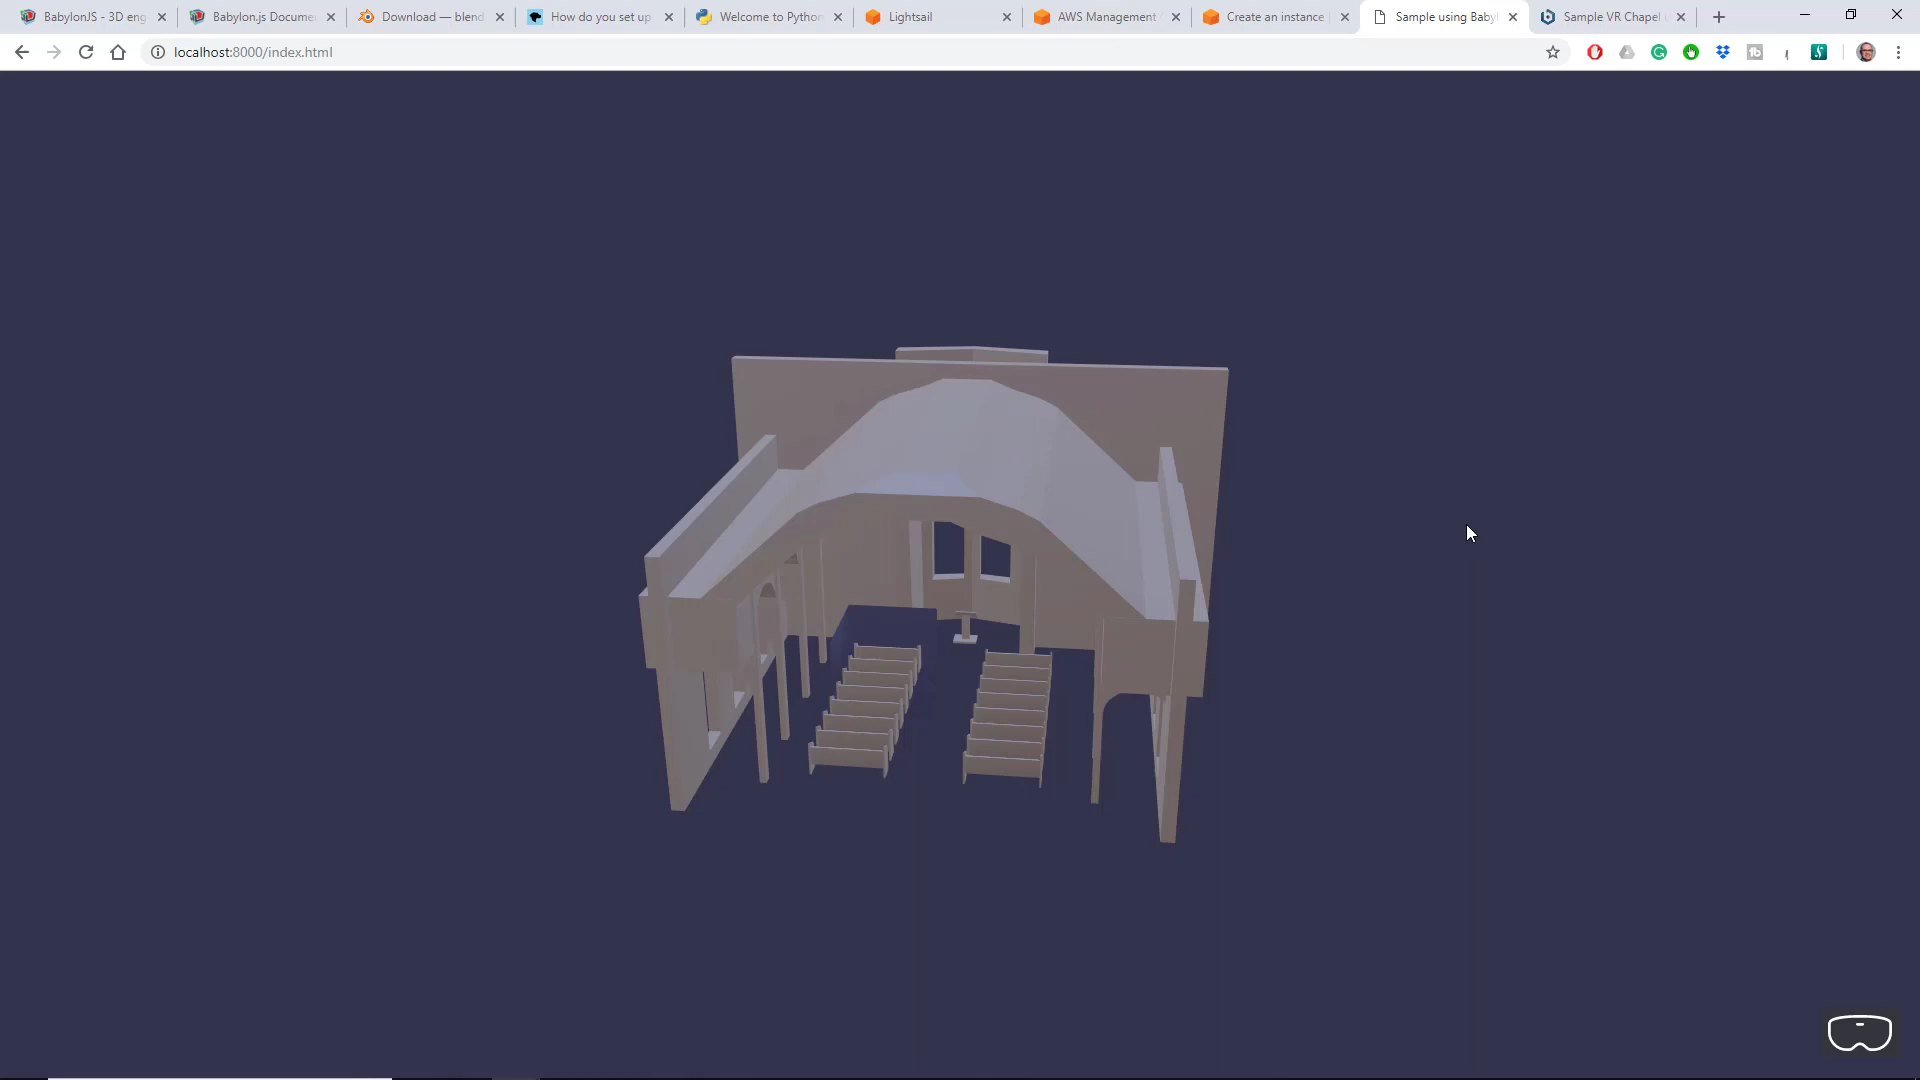 BabylonJS - 3D eng
Babylon.js Docume
Download — blend
How do you set up
Welcome to Python
Lightsail
AWS Management
Create an instance
Sample using Baby
Sample VR Chapel
localhost:8000/index.html